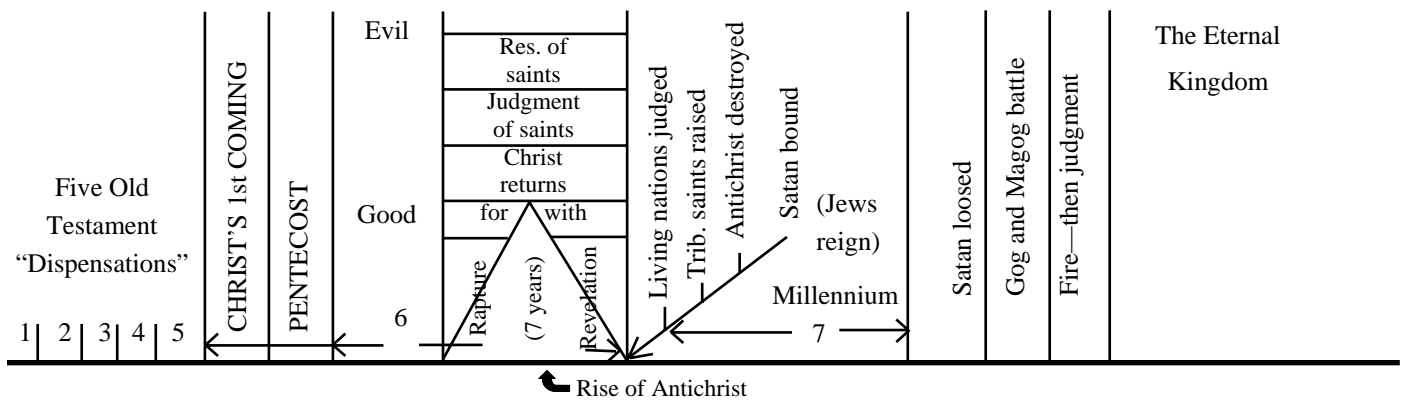 Five Old
Testament
“Dispensations”
1 2 3 4 5
CHRIST’S 1st COMING
PENTECOST
Evil
Good
6
Res. of
saints
Judgment
of saints
Christ
returns
for with
Rapture
(7 years)
Revelation
Rise of Antichrist
Living nations judged
Trib. saints raised
Antichrist destroyed
Satan bound
(Jews
reign)
Millennium
7
Satan loosed
Gog and Magog battle
Fire—then judgment
The Eternal
Kingdom